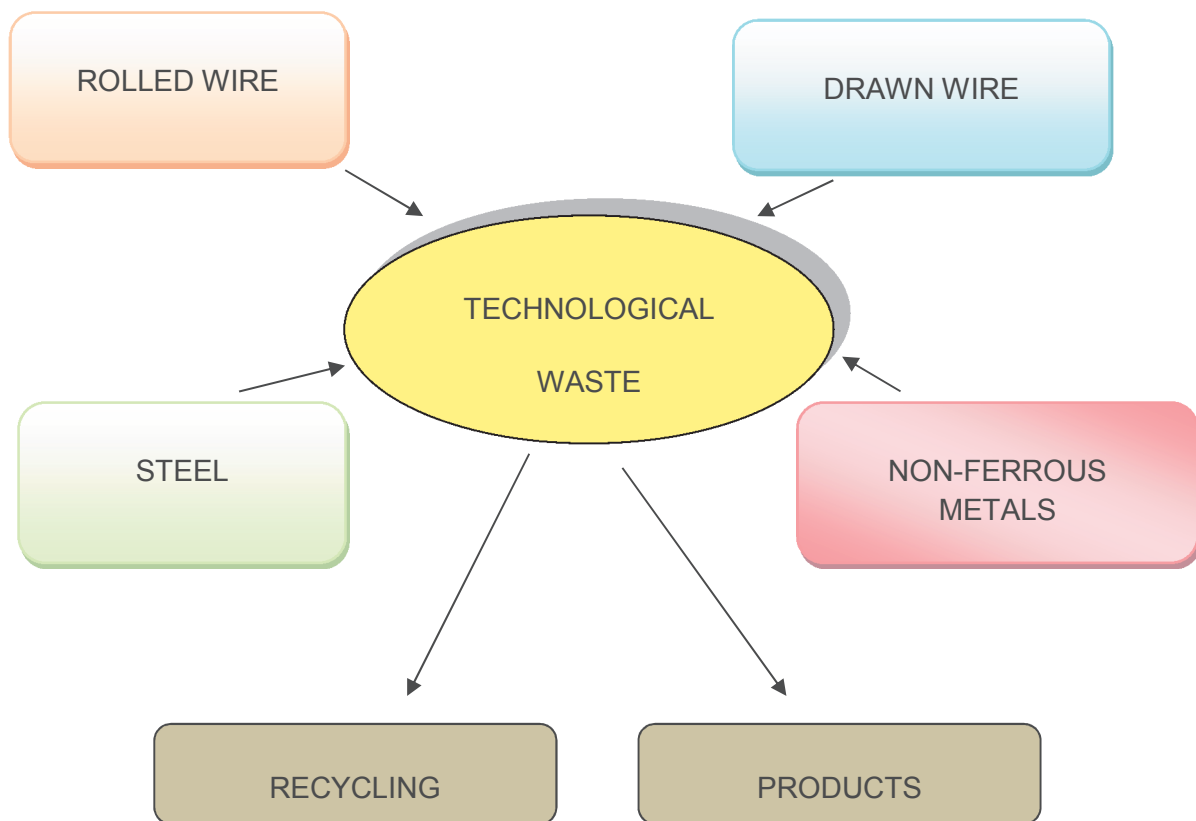 ROLLED WIRE
DRAWN WIRE
TECHNOLOGICAL
WASTE
STEEL
NON-FERROUS
METALS
RECYCLING
PRODUCTS